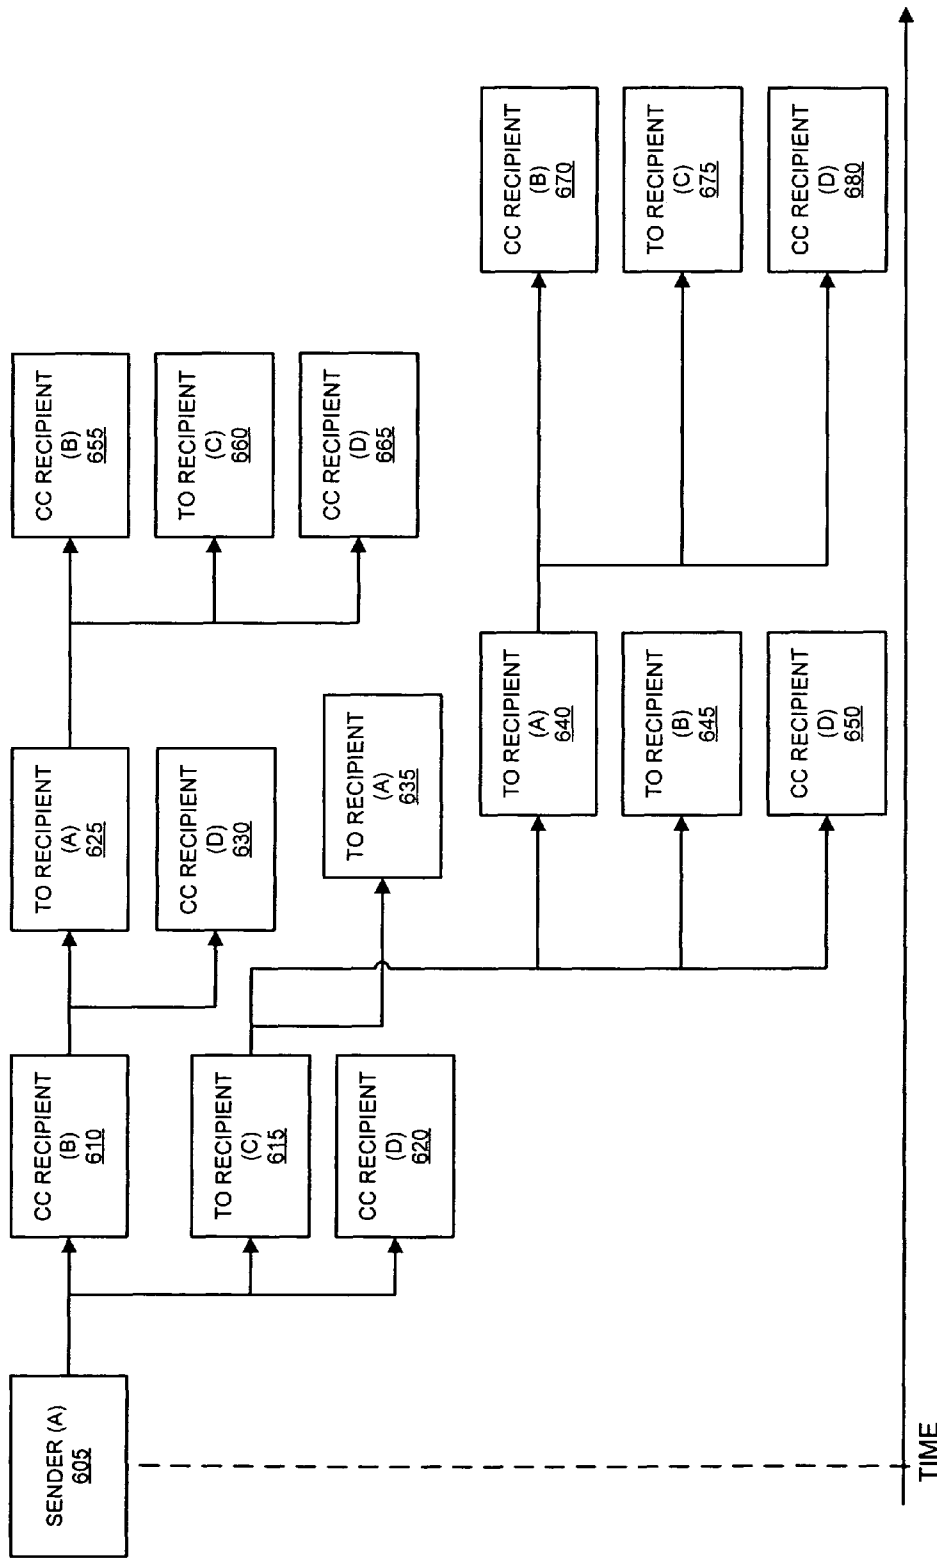 SENDER (A)
605
CC RECIPIENT
(B)
610
TO RECIPIENT
(C)
615
CC RECIPIENT
(D)
620
TO RECIPIENT
(A)
625
CC RECIPIENT
(D)
630
TO RECIPIENT
(A)
635
TO RECIPIENT
(A)
640
TO RECIPIENT
(B)
645
CC RECIPIENT
(D)
650
CC RECIPIENT
(B)
655
TO RECIPIENT
(C)
660
CC RECIPIENT
(D)
665
CC RECIPIENT
(B)
670
TO RECIPIENT
(C)
675
CC RECIPIENT
(D)
680
TIME